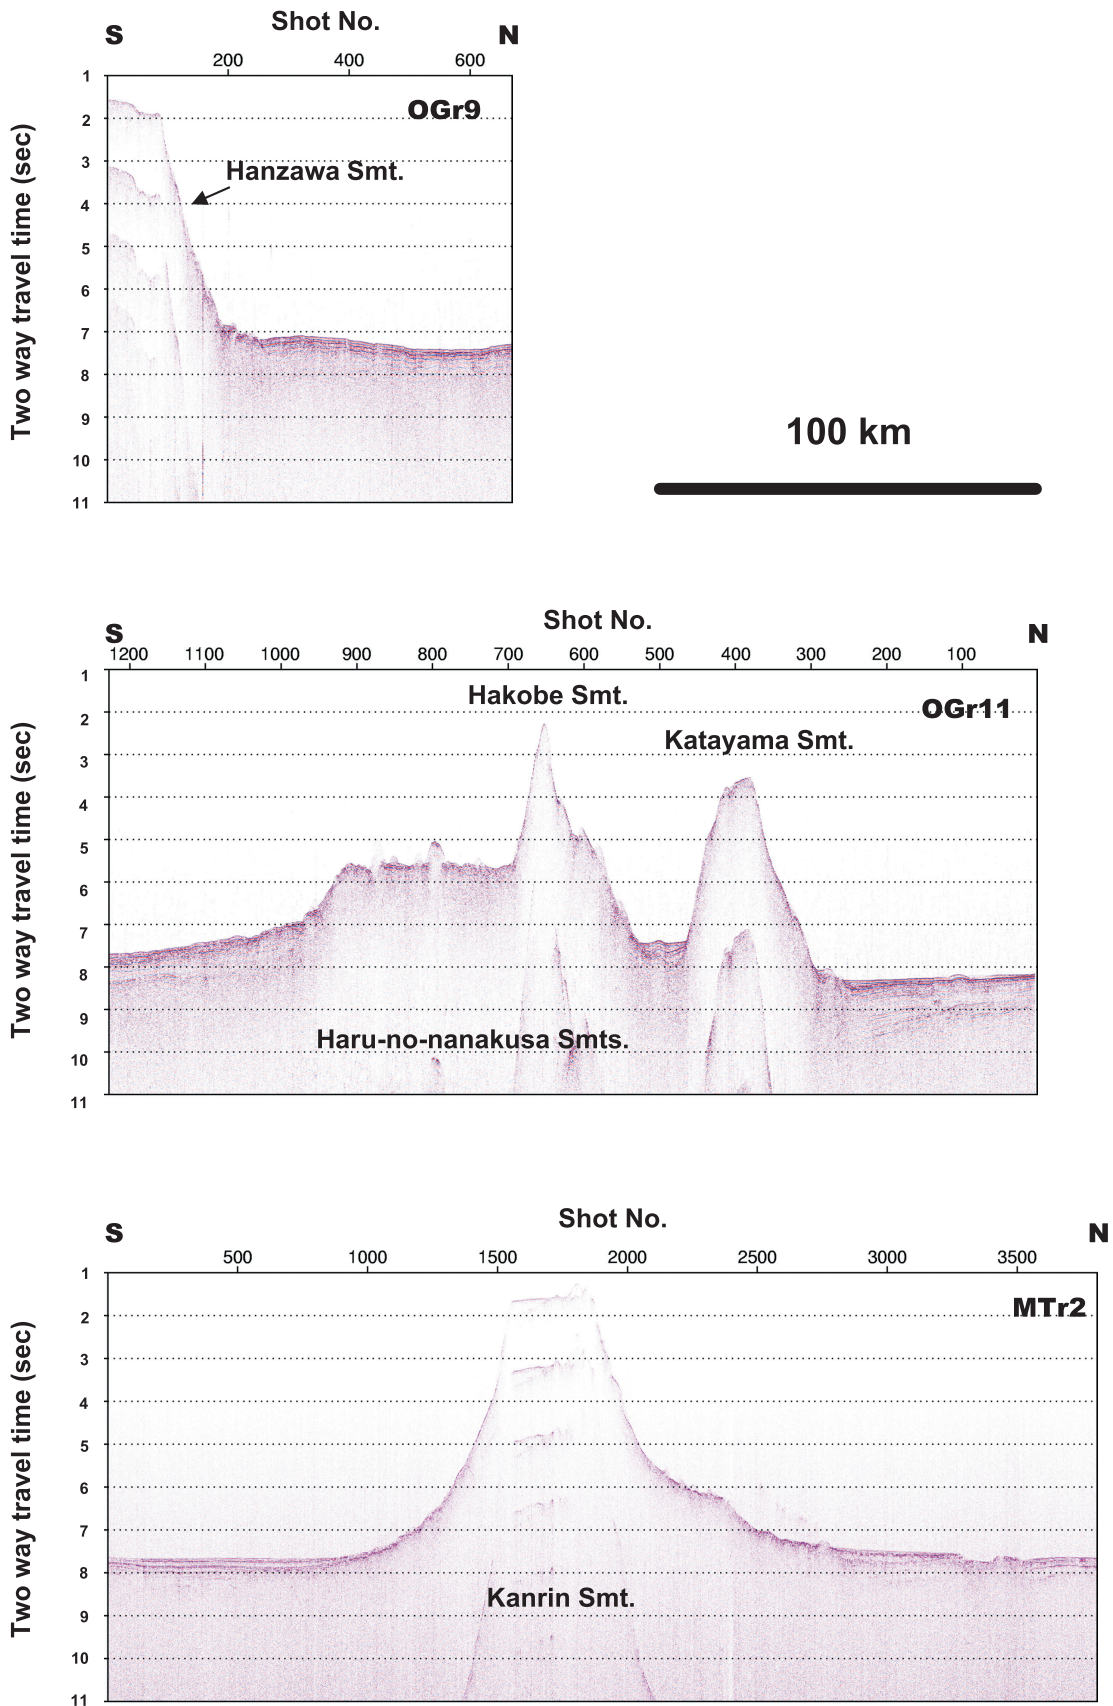 Shot No.
S N
200 400 600
1
2
3
4
5
6
7
8
9
10
11
Two way travel time (sec)
OGr9
Hanzawa Smt.
100 km
Shot No.
S N
1200 1100 1000 900 800 700 600 500 400 300 200 100
1
2
3
4
5
6
7
8
9
10
11
Two way travel time (sec)
Hakobe Smt.
OGr11
Katayama Smt.
Haru-no-nanakusa Smts.
Shot No.
S N
500 1000 1500 2000 2500 3000 3500
1
2
3
4
5
6
7
8
9
10
11
Two way travel time (sec)
MTr2
Kanrin Smt.